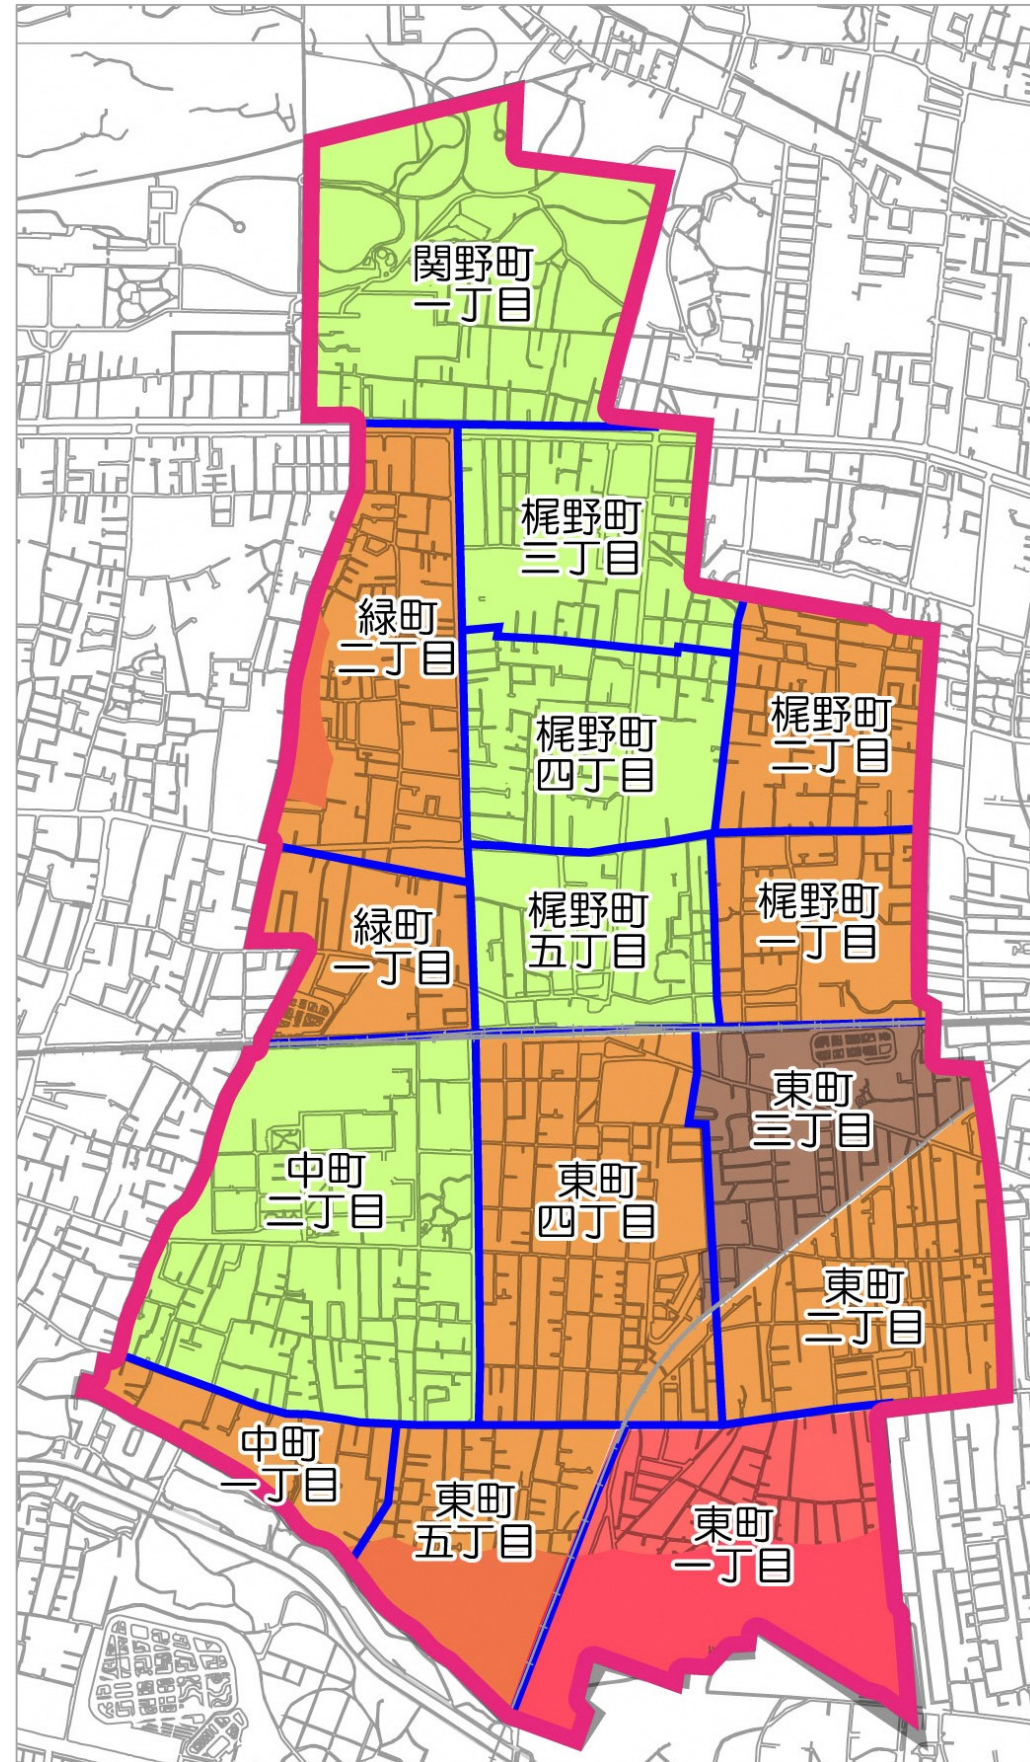 関野町
一丁目
梶野町
三丁目
緑町
二丁目
梶野町
四丁目
梶野町
二丁目
緑町
一丁目
梶野町
五丁目
梶野町
一丁目
東町
三丁目
中町
二丁目
東町
四丁目
東町
二丁目
中町
一丁目
東町
五丁目
東町
一丁目